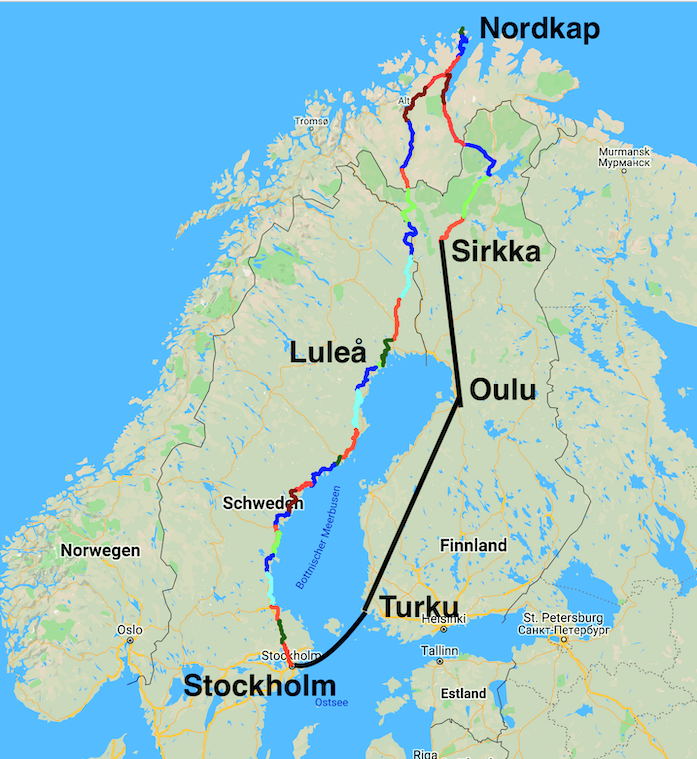 Nordkap
Alt
Tromsø
Murmansk
Мурманск
Sirkka
Luleå
Oulu
Schweden
Bottnischer Meerbusen
Norwegen
Finnland
Turku
Helsinki
Oslo
St. Petersburg
Санкт-Петербург
Stockholm
Tallinn
Stockholm
Estland
Ostsee
Riga